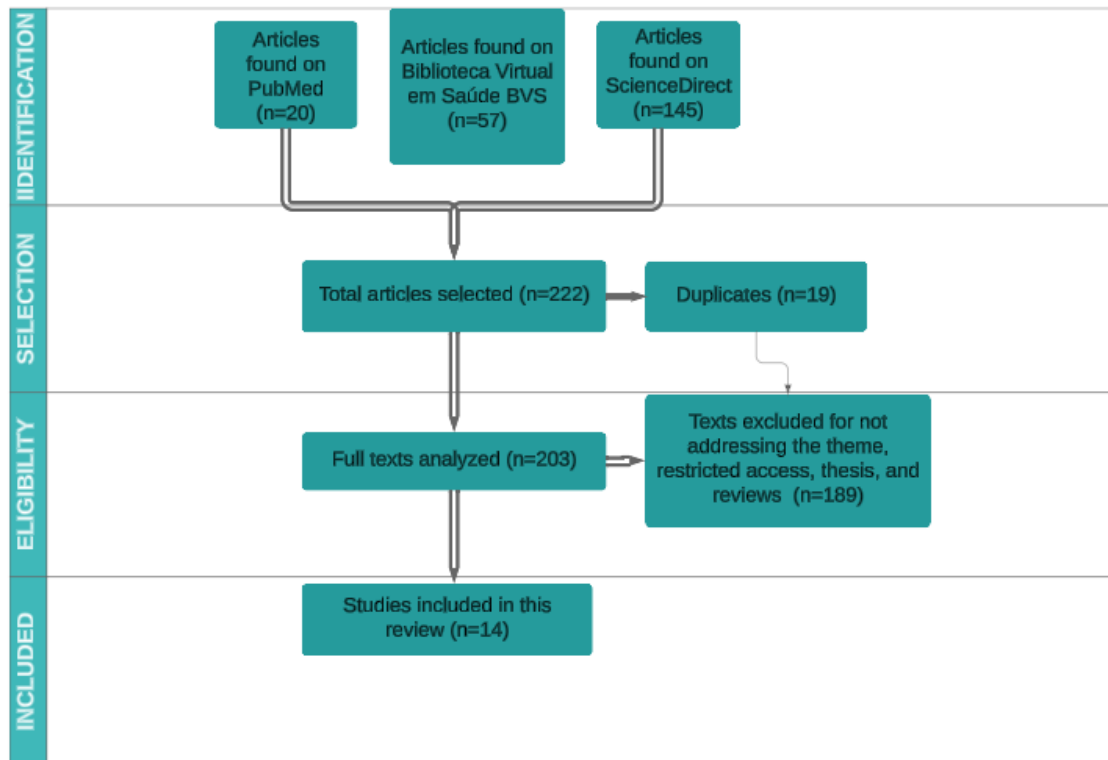 IIDENTIFICATION
Articles
found on
PubMed
(n=20)
Articles found on
Biblioteca Virtual
em Saúde BVS
(n=57)
Articles
found on
ScienceDirect
(n=145)
SELECTION
Total articles selected (n=222)
Duplicates (n=19)
ELIGIBILITY
Full texts analyzed (n=203)
Texts excluded for not
addressing the theme,
restricted access, thesis, and
reviews (n=189)
INCLUDED
Studies included in this
review (n=14)